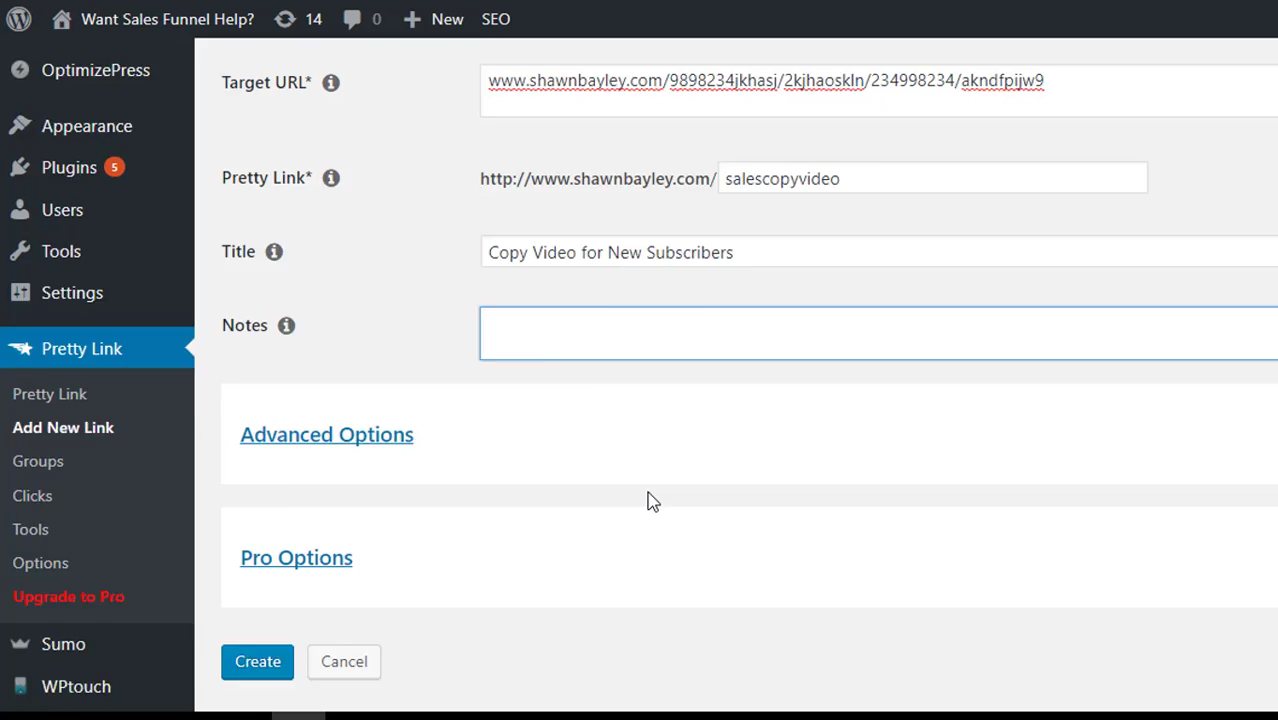 Want Sales Funnel Help? 14 0 New SEO
OptimizePress
Appearance
Plugins 5
Users
Tools
Settings
Pretty Link
Pretty Link
Add New Link
Groups
Clicks
Tools
Options
Upgrade to Pro
Sumo
WPtouch
Target URL* www.shawnbayley.com/9898234jkhasj/2kjhaoskln/234998234/akndfpijw9
Pretty Link* http://www.shawnbayley.com/ salescopyvideo
Title Copy Video for New Subscribers
Notes
Advanced Options
Pro Options
Create Cancel